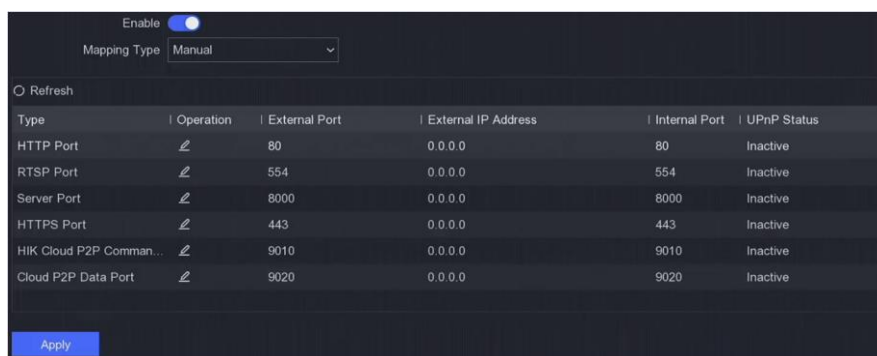 Enable
Mapping Type Manual
Refresh
Type Operation External Port External IP Address Internal Port UPnP Status
HTTP Port 80 0.0.0.0 80 Inactive
RTSP Port 554 0.0.0.0 554 Inactive
Server Port 8000 0.0.0.0 8000 Inactive
HTTPS Port 443 0.0.0.0 443 Inactive
HIK Cloud P2P Comman... 9010 0.0.0.0 9010 Inactive
Cloud P2P Data Port 9020 0.0.0.0 9020 Inactive
Apply